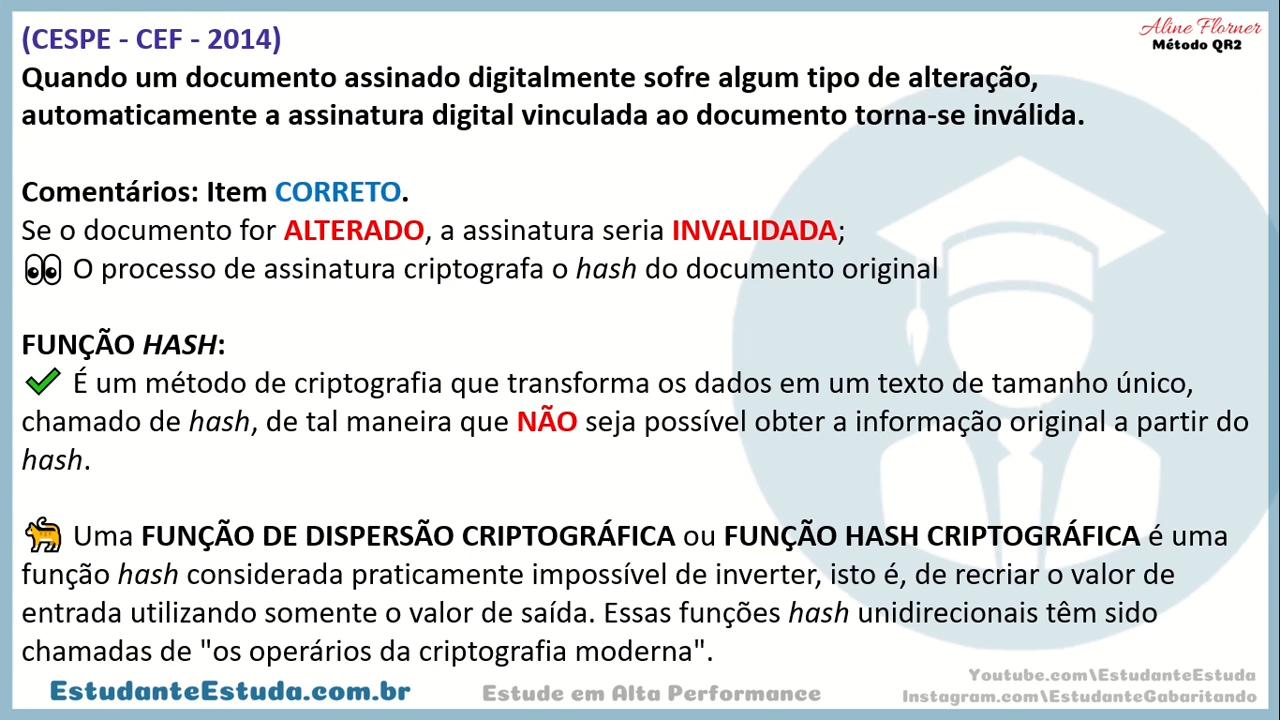 (CESPE - CEF - 2014)
Aline Florner
Método QR2
Quando um documento assinado digitalmente sofre algum tipo de alteração,
automaticamente a assinatura digital vinculada ao documento torna-se inválida.
Comentários: Item CORRETO.
Se o documento for ALTERADO, a assinatura seria INVALIDADA;
👀 O processo de assinatura criptografa o hash do documento original
FUNÇÃO HASH:
✔ É um método de criptografia que transforma os dados em um texto de tamanho único,
chamado de hash, de tal maneira que NÃO seja possível obter a informação original a partir do
hash.
🐅 Uma FUNÇÃO DE DISPERSÃO CRIPTOGRÁFICA ou FUNÇÃO HASH CRIPTOGRÁFICA é uma
função hash considerada praticamente impossível de inverter, isto é, de recriar o valor de
entrada utilizando somente o valor de saída. Essas funções hash unidirecionais têm sido
chamadas de "os operários da criptografia moderna".
EstudanteEstuda.com.br
Estude em Alta Performance
Youtube.com\EstudanteEstuda
Instagram.com\EstudanteGabaritando